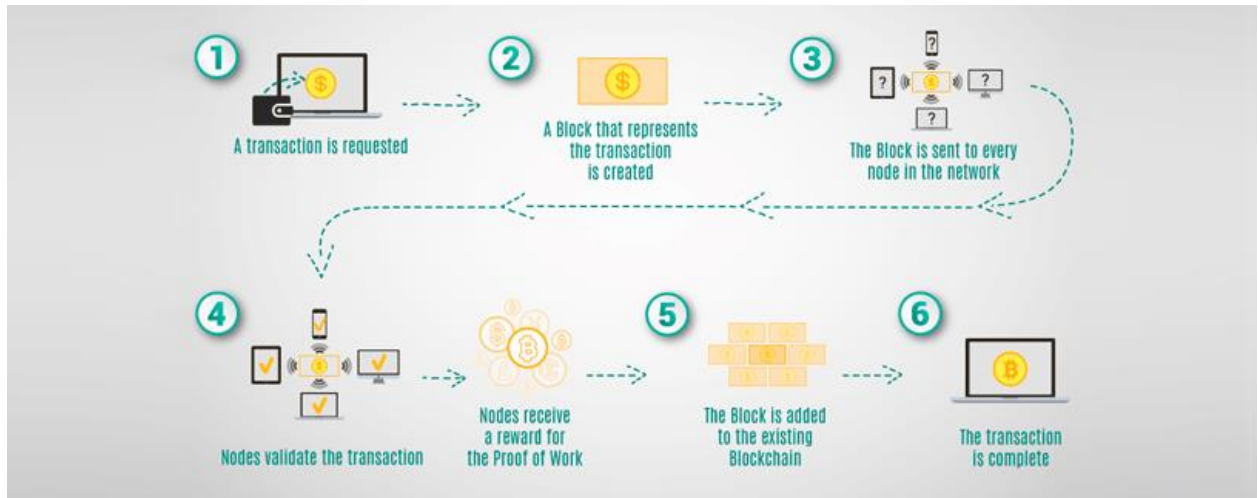 1
A transaction is requested
2
A Block that represents
the transaction
is created
3
The Block is sent to every
node in the network
4
Nodes validate the transaction
Nodes receive
a reward for
the Proof of Work
5
The Block is added
to the existing
Blockchain
6
The transaction
is complete